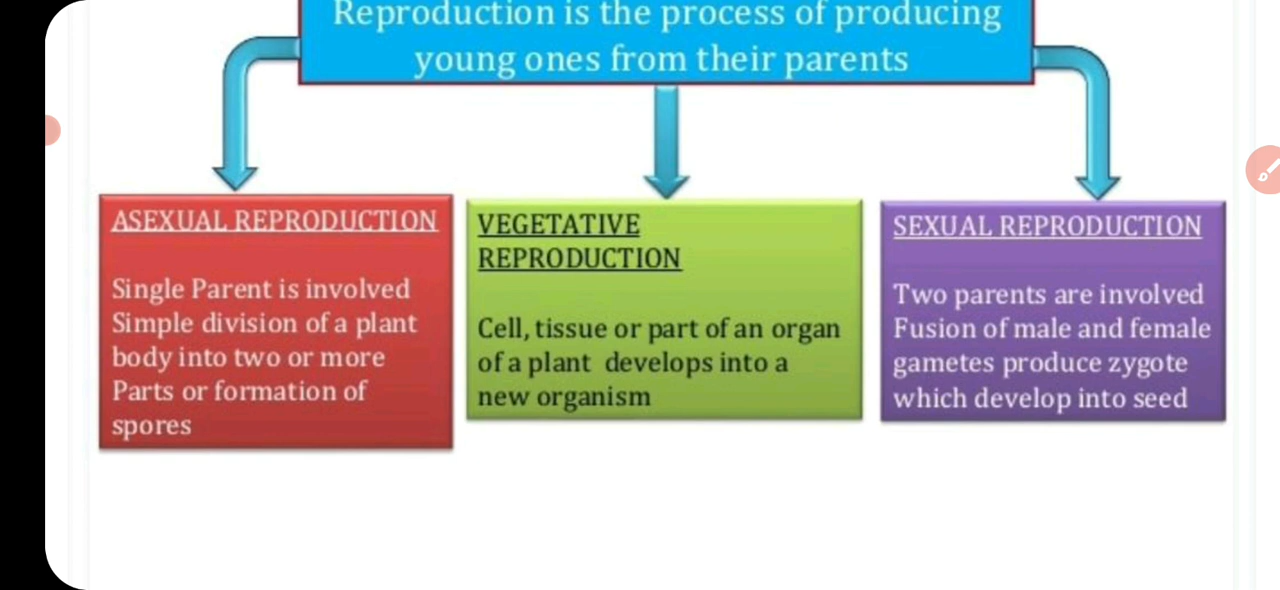 Reproduction is the process of producing
young ones from their parents
ASEXUAL REPRODUCTION
Single Parent is involved
Simple division of a plant
body into two or more
Parts or formation of
spores
VEGETATIVE
REPRODUCTION
Cell, tissue or part of an organ
of a plant develops into a
new organism
SEXUAL REPRODUCTION
Two parents are involved
Fusion of male and female
gametes produce zygote
which develop into seed